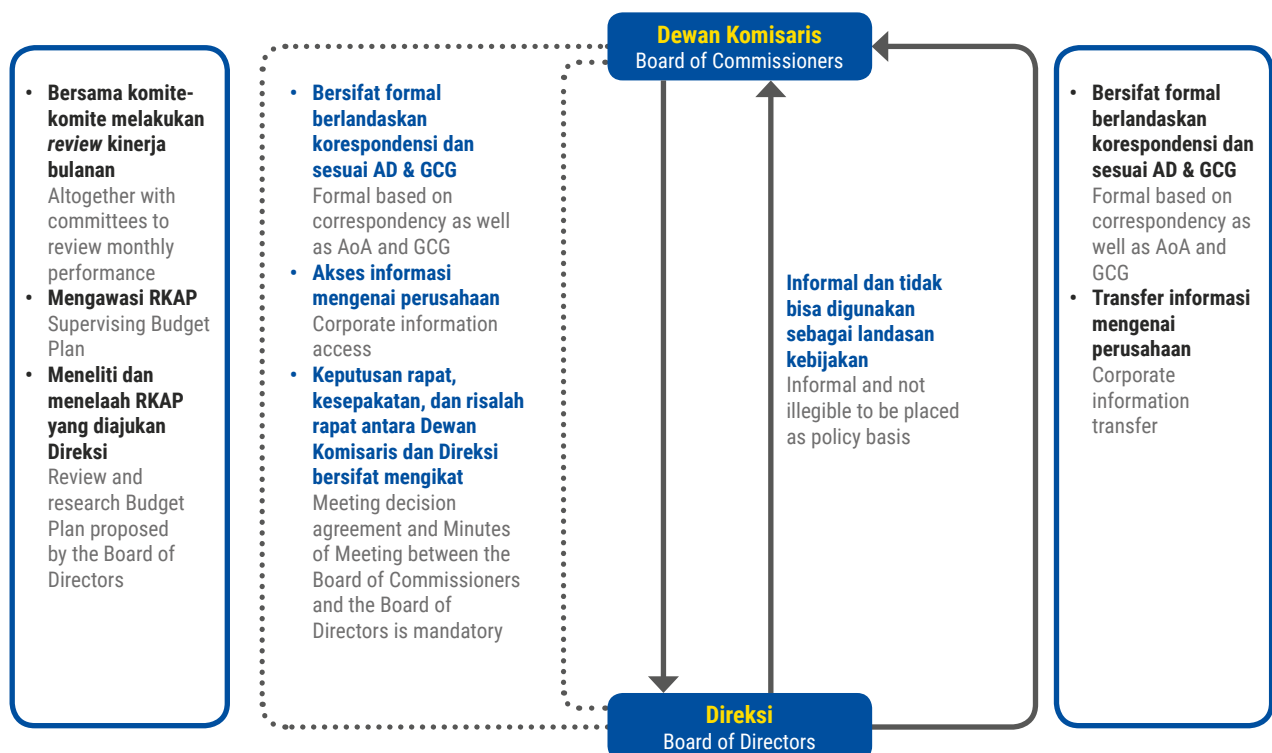 Dewan Komisaris
Board of Commissioners
• Bersama komite-
komite melakukan
review kinerja
bulanan
Altogether with
committees to
review monthly
performance
• Mengawasi RKAP
Supervising Budget
Plan
• Meneliti dan
menelaah RKAP
yang diajukan
Direksi
Review and
research Budget
Plan proposed
by the Board of
Directors
• Bersifat formal
berlandaskan
korespondensi dan
sesuai AD & GCG
Formal based on
correspondency as well
as AoA and GCG
• Akses informasi
mengenai perusahaan
Corporate information
access
• Keputusan rapat,
kesepakatan, dan risalah
rapat antara Dewan
Komisaris dan Direksi
bersifat mengikat
Meeting decision
agreement and Minutes
of Meeting between the
Board of Commissioners
and the Board of
Directors is mandatory
Informal dan tidak
bisa digunakan
sebagai landasan
kebijakan
Informal and not
illegible to be placed
as policy basis
• Bersifat formal
berlandaskan
korespondensi dan
sesuai AD & GCG
Formal based on
correspondency as
well as AoA and
GCG
• Transfer informasi
mengenai
perusahaan
Corporate
information
transfer
Direksi
Board of Directors